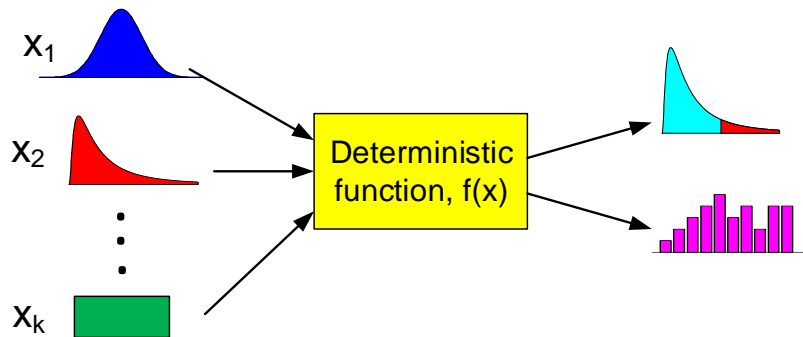 x₁
x₂
xₖ
Deterministic
function, f(x)